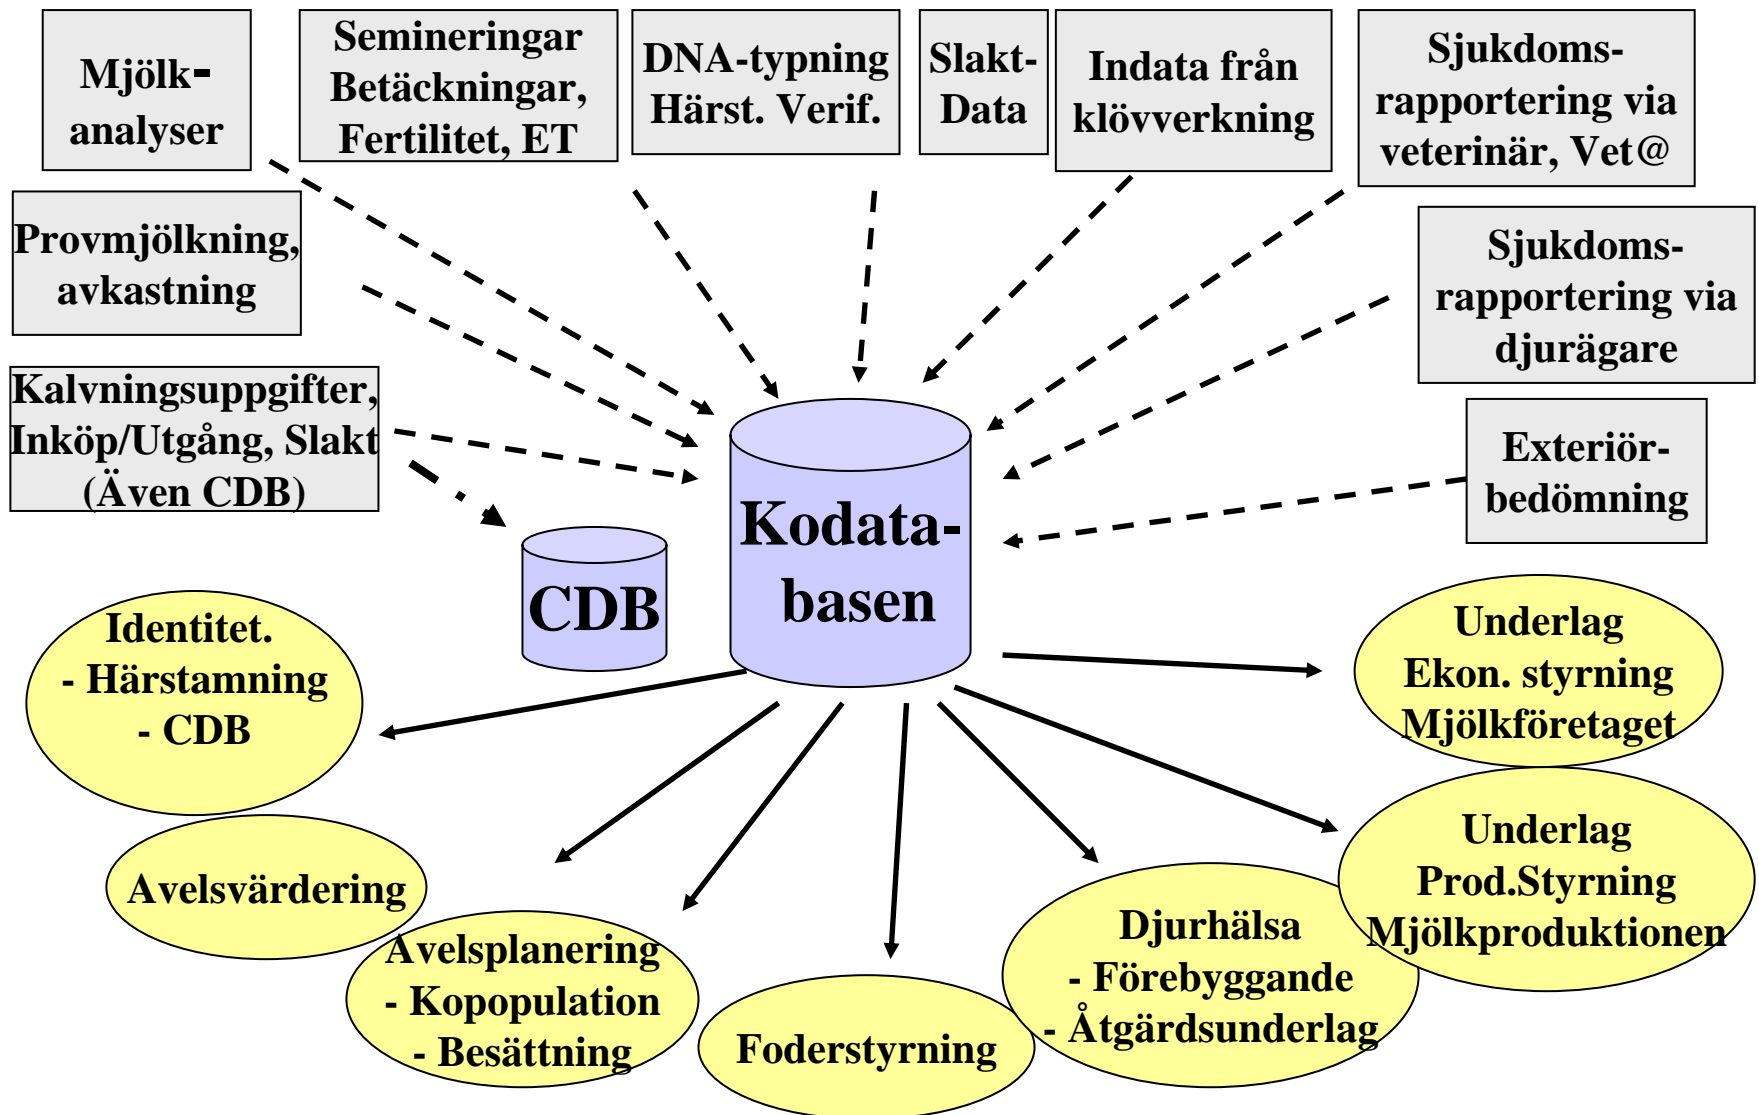 Mjölk-
analyser
Semineringar
Betäckningar,
Fertilitet, ET
DNA-typning
Härst. Verif.
Slakt-
Data
Indata från
klövverkning
Sjukdoms-
rapportering via
veterinär, Vet@
Provmjölkning,
avkastning
Sjukdoms-
rapportering via
djurägare
Kalvningsuppgifter,
Inköp/Utgång, Slakt
(Även CDB)
Exteriör-
bedömning
Kodata-
basen
CDB
Identitet.
- Härstamning
- CDB
Underlag
Ekon. styrning
Mjölkföretaget
Avelsvärdering
Avelsplanering
- Kopopulation
- Besättning
Foderstyrning
Djurhälsa
- Förebyggande
- Åtgärdsunderlag
Underlag
Prod.Styrning
Mjölkproduktionen